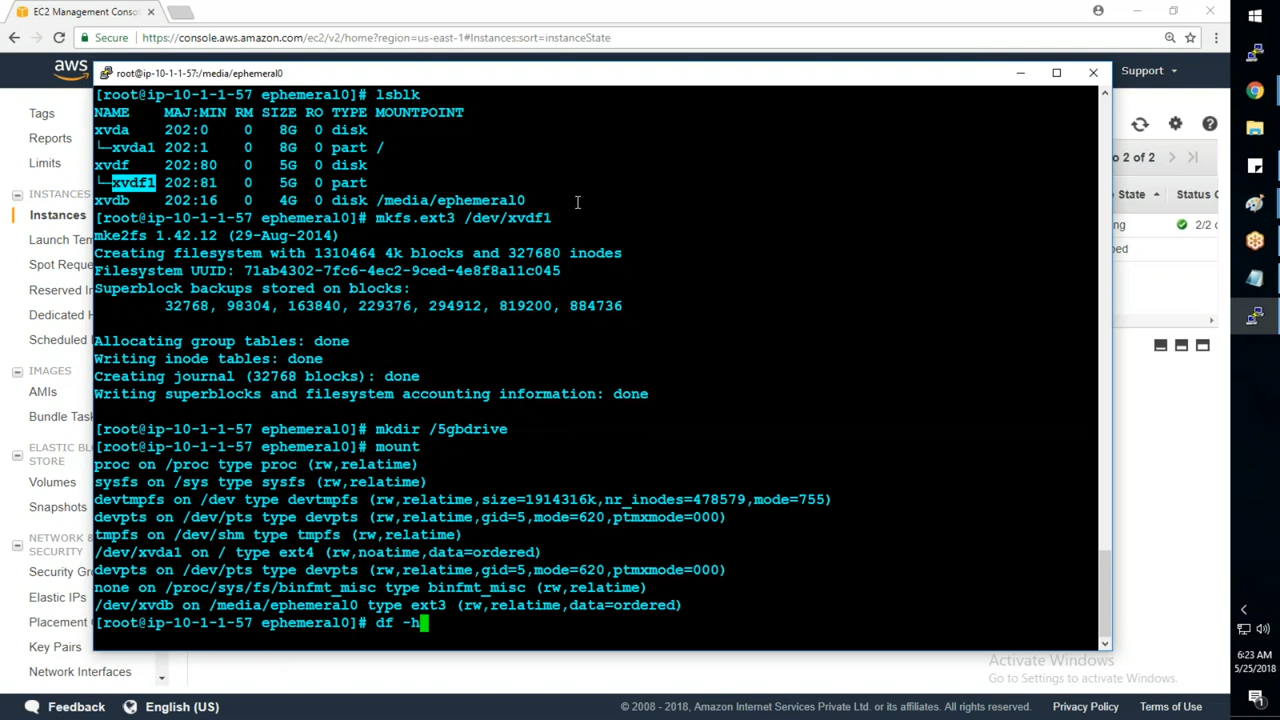 EC2 Management Consol
Secure
https://console.aws.amazon.com/ec2/v2/home?region=us-east-1#Instances:sort=instanceState
aws
Support
root@ip-10-1-1-57:/media/ephemeral0
Tags
Reports
Limits
INSTANCES
Instances
Launch Tem
Spot Reque
Reserved In
Dedicated H
Scheduled
IMAGES
AMIs
Bundle Task
ELASTIC BL
STORE
Volumes
Snapshots
NETWORK &
SECURITY
Security Gro
Elastic IPs
Placement
Key Pairs
Network Interfaces
[root@ip-10-1-1-57 ephemeral0]# lsblk
NAME    MAJ:MIN RM SIZE RO TYPE MOUNTPOINT
xvda    202:0    0   8G  0 disk
└─xvda1 202:1    0   8G  0 part /
xvdf    202:80   0   5G  0 disk
└─xvdf1 202:81   0   5G  0 part
xvdb    202:16   0   4G  0 disk /media/ephemeral0
[root@ip-10-1-1-57 ephemeral0]# mkfs.ext3 /dev/xvdf1
mke2fs 1.42.12 (29-Aug-2014)
Creating filesystem with 1310464 4k blocks and 327680 inodes
Filesystem UUID: 71ab4302-7fc6-4ec2-9ced-4e8f8a11c045
Superblock backups stored on blocks:
32768, 98304, 163840, 229376, 294912, 819200, 884736
Allocating group tables: done
Writing inode tables: done
Creating journal (32768 blocks): done
Writing superblocks and filesystem accounting information: done
[root@ip-10-1-1-57 ephemeral0]# mkdir /5gbdrive
[root@ip-10-1-1-57 ephemeral0]# mount
proc on /proc type proc (rw,relatime)
sysfs on /sys type sysfs (rw,relatime)
devtmpfs on /dev type devtmpfs (rw,relatime,size=1914316k,nr_inodes=478579,mode=755)
devpts on /dev/pts type devpts (rw,relatime,gid=5,mode=620,ptmxmode=000)
tmpfs on /dev/shm type tmpfs (rw,relatime)
/dev/xvda1 on / type ext4 (rw,noatime,data=ordered)
devpts on /dev/pts type devpts (rw,relatime,gid=5,mode=620,ptmxmode=000)
none on /proc/sys/fs/binfmt_misc type binfmt_misc (rw,relatime)
/dev/xvdb on /media/ephemeral0 type ext3 (rw,relatime,data=ordered)
[root@ip-10-1-1-57 ephemeral0]# df -h
o 2 of 2
State
Status C
ng
2/2 c
ped
Activate Windows
Go to Settings to activate Windows.
6:23 AM
5/25/2018
1
Feedback
English (US)
© 2008 - 2018, Amazon Internet Services Private Ltd. or its affiliates. All rights reserved.
Privacy Policy
Terms of Use